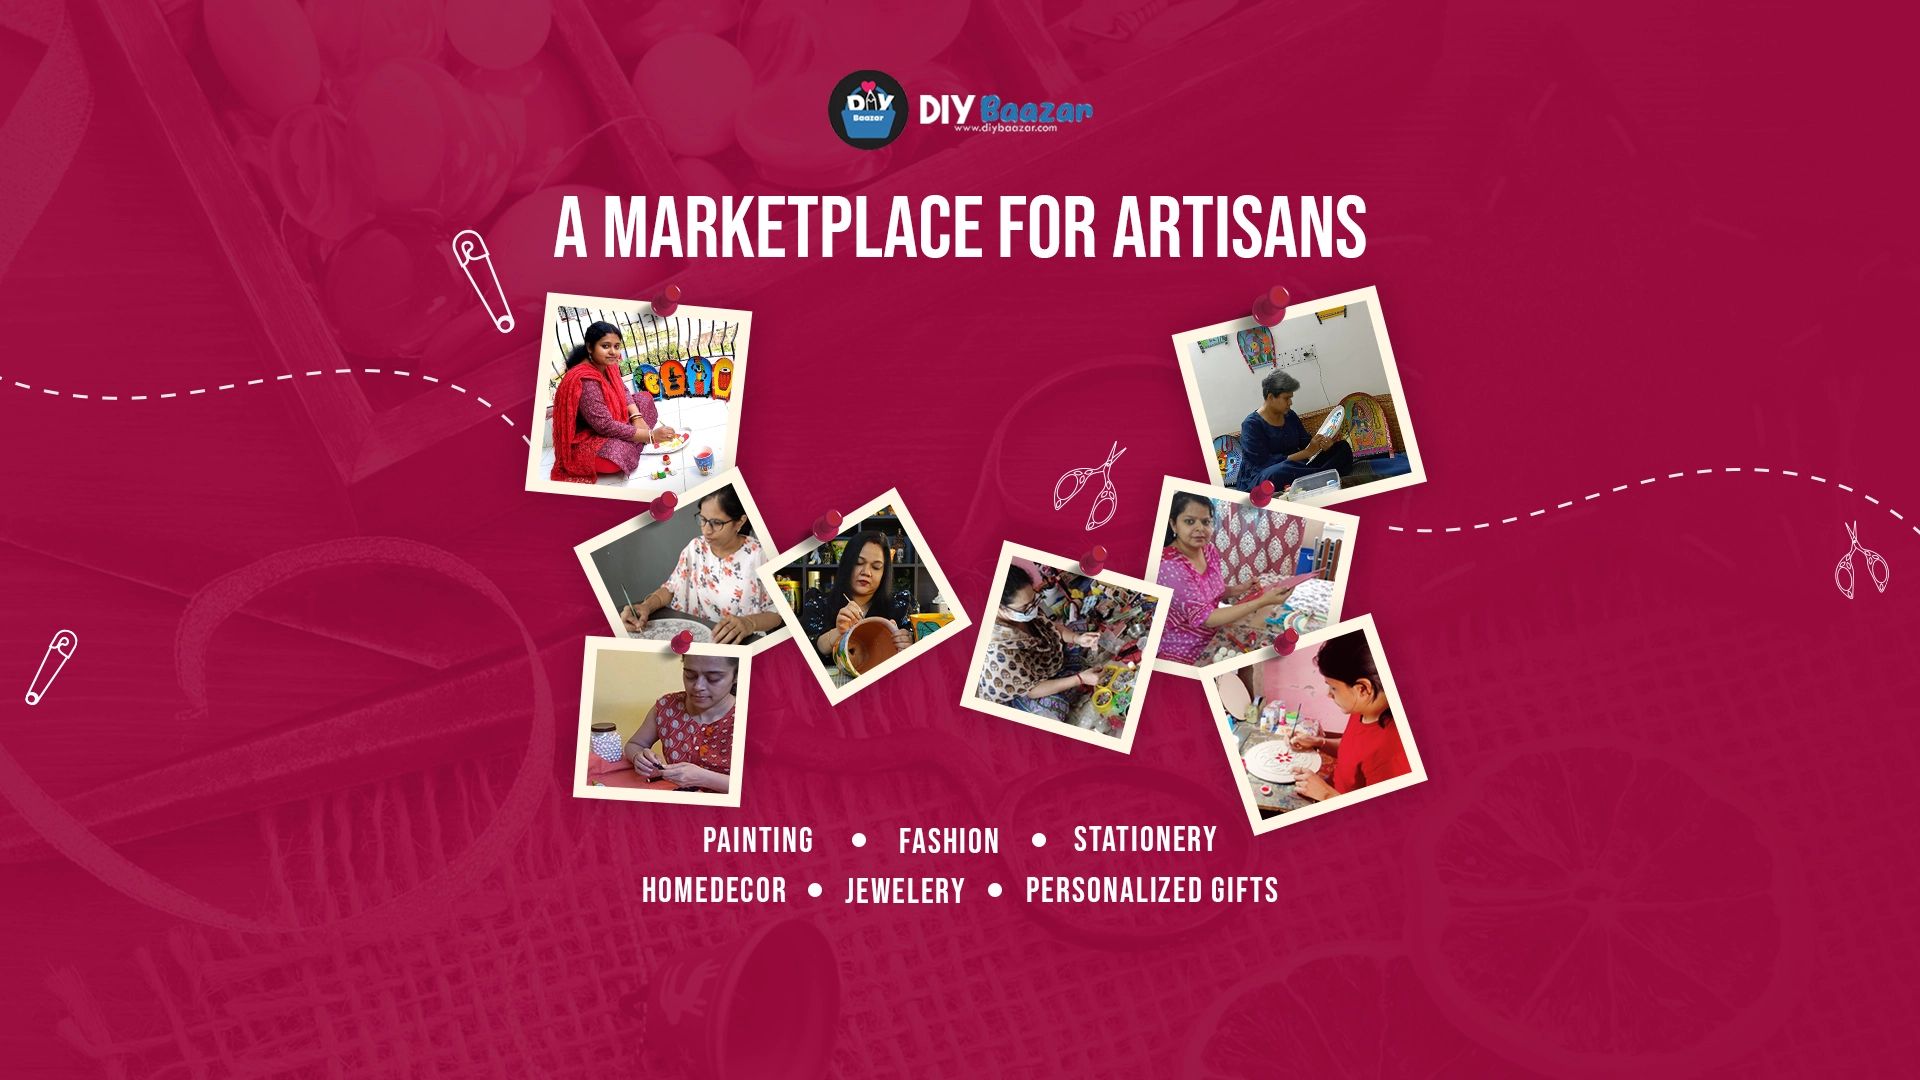 DIY
Baazar
DIY Baazar
www.diybaazar.com
A MARKETPLACE FOR ARTISANS
PAINTING • FASHION • STATIONERY
HOMEDECOR • JEWELERY • PERSONALIZED GIFTS